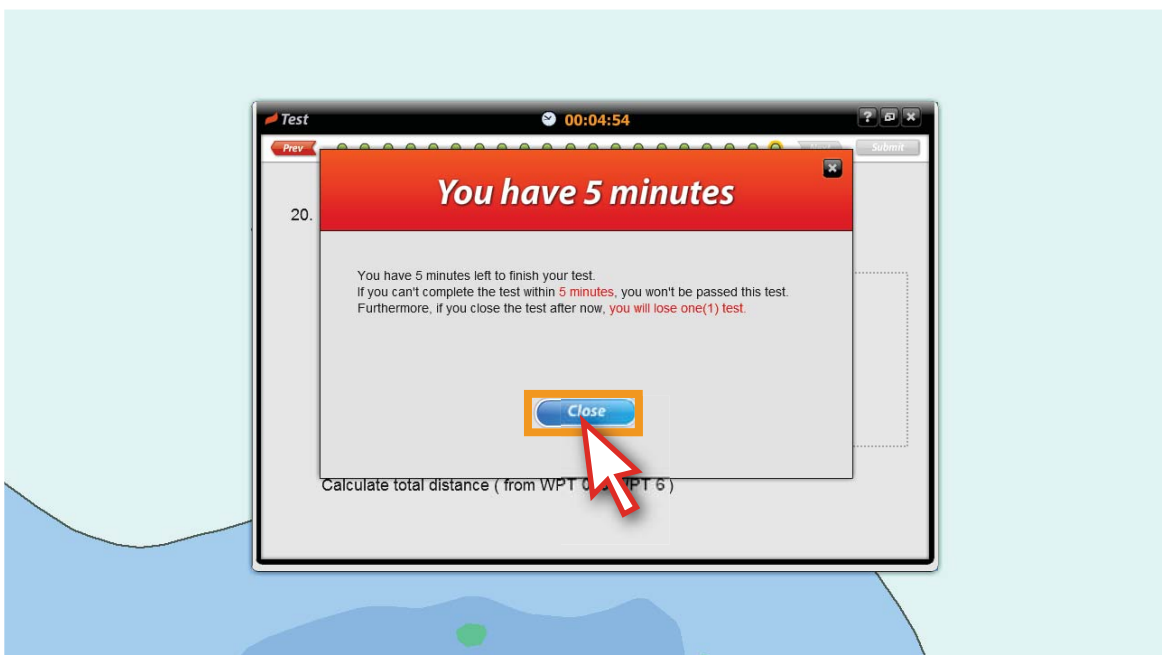 Test
00:04:54
?
Prev
Submit
You have 5 minutes
20.
You have 5 minutes left to finish your test.
If you can't complete the test within 5 minutes, you won't be passed this test.
Furthermore, if you close the test after now, you will lose one(1) test.
Close
Calculate total distance ( from WPT 0 WPT 6 )